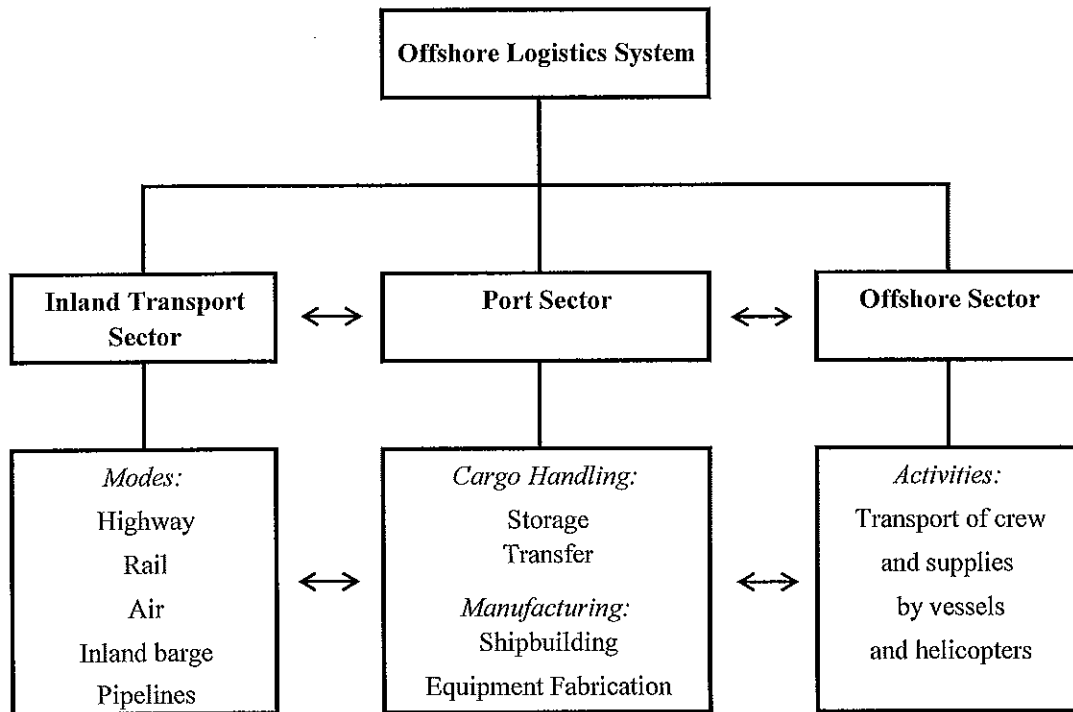 Offshore Logistics System
Inland Transport
Sector
Port Sector
Offshore Sector
Modes:
Highway
Rail
Air
Inland barge
Pipelines
Cargo Handling:
Storage
Transfer
Manufacturing:
Shipbuilding
Equipment Fabrication
Activities:
Transport of crew
and supplies
by vessels
and helicopters